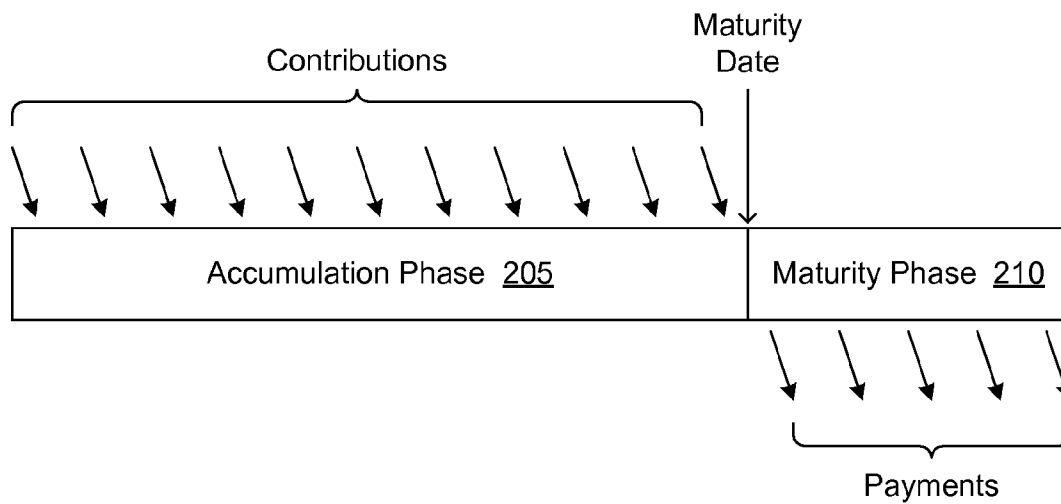 Maturity
Date
Contributions
Accumulation Phase 205
Maturity Phase 210
Payments